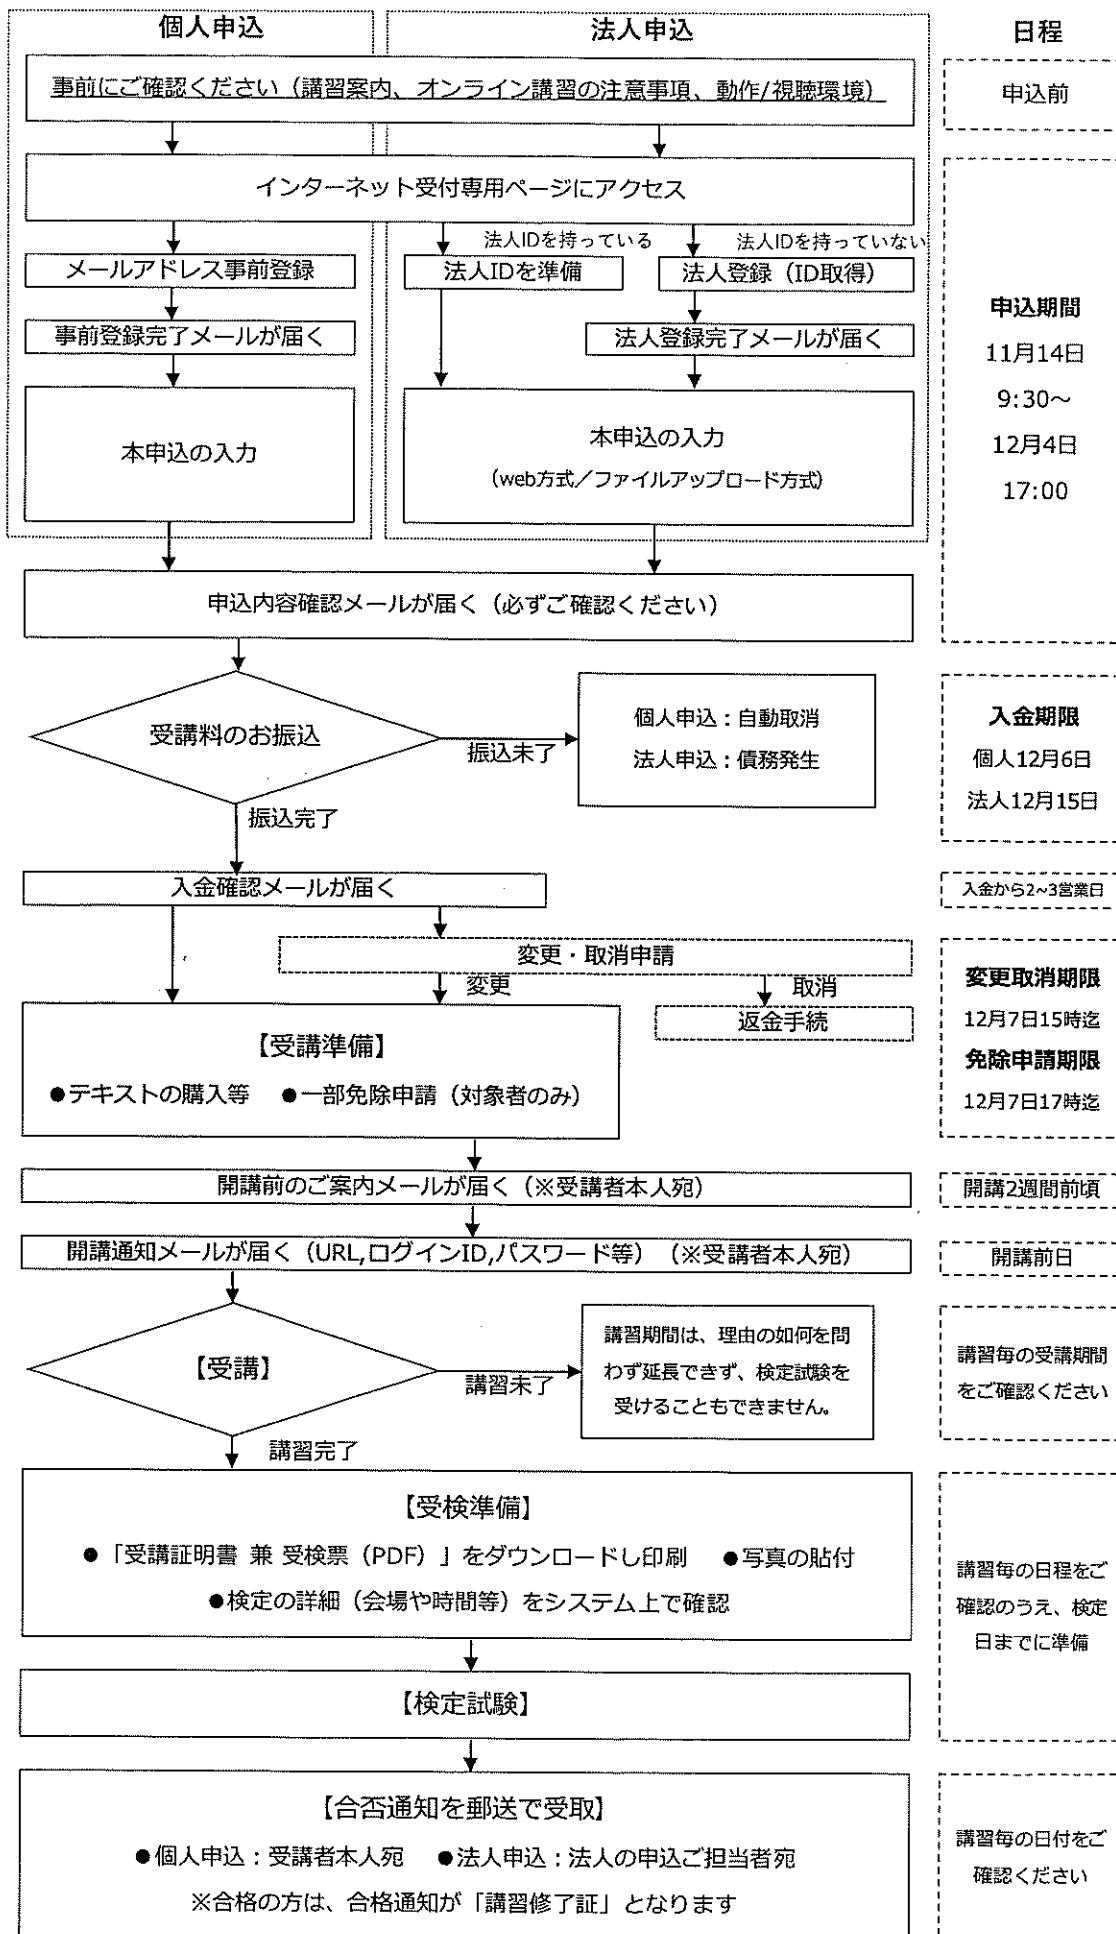 個人申込
法人申込
日程
事前にご確認ください（講習案内、オンライン講習の注意事項、動作/視聴環境）
申込前
インターネット受付専用ページにアクセス
法人IDを持っている
法人IDを持っていない
メールアドレス事前登録
法人IDを準備
法人登録（ID取得）
事前登録完了メールが届く
法人登録完了メールが届く
本申込の入力
本申込の入力
（web方式／ファイルアップロード方式）
申込期間
11月14日
9:30～
12月4日
17:00
申込内容確認メールが届く（必ずご確認ください）
受講料のお振込
振込未了
個人申込：自動取消
法人申込：債務発生
入金期限
個人12月6日
法人12月15日
振込完了
入金確認メールが届く
入金から2~3営業日
変更・取消申請
変更
取消
返金手続
変更取消期限
12月7日15時迄
免除申請期限
12月7日17時迄
【受講準備】
●テキストの購入等 ●一部免除申請（対象者のみ）
開講前のご案内メールが届く（※受講者本人宛）
開講2週間前頃
開講通知メールが届く（URL,ログインID,パスワード等）（※受講者本人宛）
開講前日
【受講】
講習未了
講習期間は、理由の如何を問
わず延長できず、検定試験を
受けることもできません。
講習毎の受講期間
をご確認ください
講習完了
【受検準備】
●「受講証明書 兼 受検票（PDF）」をダウンロードし印刷 ●写真の貼付
●検定の詳細（会場や時間等）をシステム上で確認
講習毎の日程をご
確認のうえ、検定
日までに準備
【検定試験】
【合否通知を郵送で受取】
●個人申込：受講者本人宛 ●法人申込：法人の申込ご担当者宛
※合格の方は、合格通知が「講習修了証」となります
講習毎の日付をご
確認ください